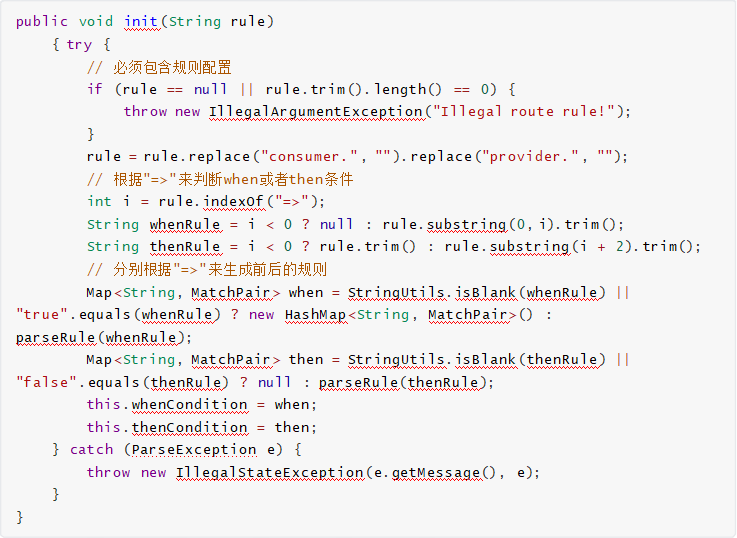 public void init(String rule)
    { try {
        // 必须包含规则配置
        if (rule == null || rule.trim().length() == 0) {
            throw new IllegalArgumentException("Illegal route rule!");
        }
        rule = rule.replace("consumer.", "").replace("provider.", "");
        // 根据"=>"来判断when或者then条件
        int i = rule.indexOf("=>");
        String whenRule = i < 0 ? null : rule.substring(0, i).trim();
        String thenRule = i < 0 ? rule.trim() : rule.substring(i + 2).trim();
        // 分别根据"=>"来生成前后的规则
        Map<String, MatchPair> when = StringUtils.isBlank(whenRule) ||
"true".equals(whenRule) ? new HashMap<String, MatchPair>() :
parseRule(whenRule);
        Map<String, MatchPair> then = StringUtils.isBlank(thenRule) ||
"false".equals(thenRule) ? null : parseRule(thenRule);
        this.whenCondition = when;
        this.thenCondition = then;
    } catch (ParseException e) {
        throw new IllegalStateException(e.getMessage(), e);
    }
}